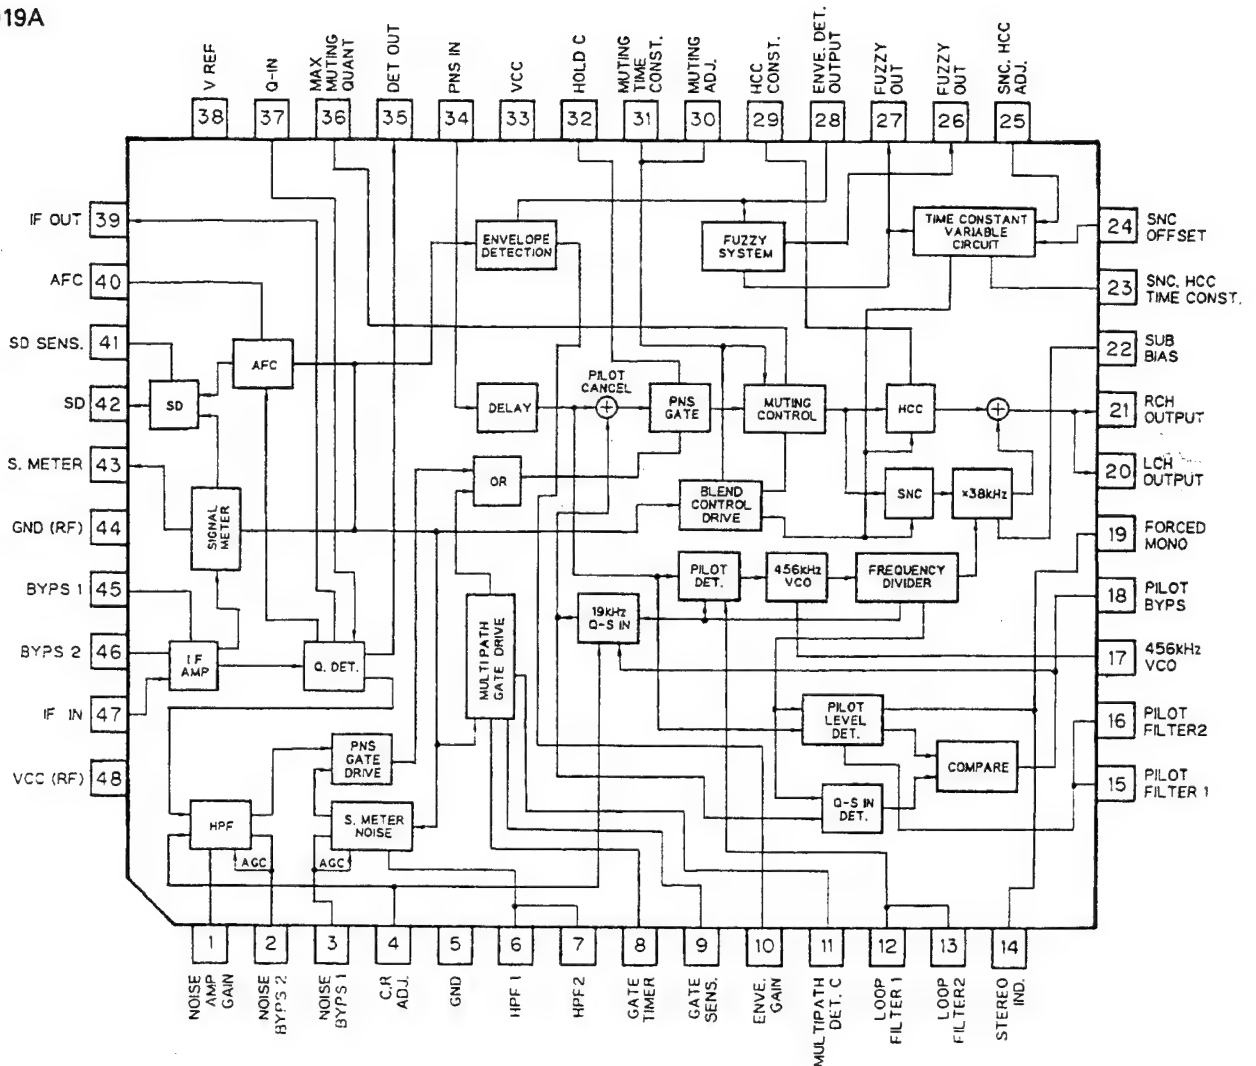 19A
V REF
Q-IN
MAX
MUTING
QUANT
DET OUT
PNS IN
VCC
HOLD C
MUTING
TIME
CONST.
MUTING
ADJ.
HCC
CONST.
ENVE. DET.
OUTPUT
FUZZY
OUT
FUZZY
OUT
SNC, HCC
ADJ.
38
37
36
35
34
33
32
31
30
29
28
27
26
25
IF OUT 39
AFC 40
SD SENS. 41
SD 42
S. METER 43
GND (RF) 44
BYPS 1 45
BYPS 2 46
IF IN 47
VCC (RF) 48
24 SNC
OFFSET
23 SNC, HCC
TIME CONST.
22 SUB
BIAS
21 RCH
OUTPUT
20 LCH
OUTPUT
19 FORCED
MONO
18 PILOT
BYPS
17 456kHz
VCO
16 PILOT
FILTER2
15 PILOT
FILTER 1
ENVELOPE
DETECTION
FUZZY
SYSTEM
TIME CONSTANT
VARIABLE
CIRCUIT
AFC
SD
PILOT
CANCEL
DELAY
+
PNS
GATE
MUTING
CONTROL
HCC
+
OR
BLEND
CONTROL
DRIVE
SNC
×38kHz
SIGNAL
METER
PILOT
DET.
456kHz
VCO
FREQUENCY
DIVIDER
19kHz
Q-S IN
MULTIPATH
GATE DRIVE
I F
AMP
Q. DET.
PILOT
LEVEL
DET.
PNS
GATE
DRIVE
COMPARE
Q-S IN
DET.
HPF
S. METER
NOISE
AGC
AGC
1
2
3
4
5
6
7
8
9
10
11
12
13
14
NOISE
AMP
GAIN
NOISE
BYPS 2
NOISE
BYPS 1
C,R
ADJ.
GND
HPF 1
HPF2
GATE
TIMER
GATE
SENS.
ENVE.
GAIN
MULTIPATH
DET. C
LOOP
FILTER 1
LOOP
FILTER2
STEREO
IND.